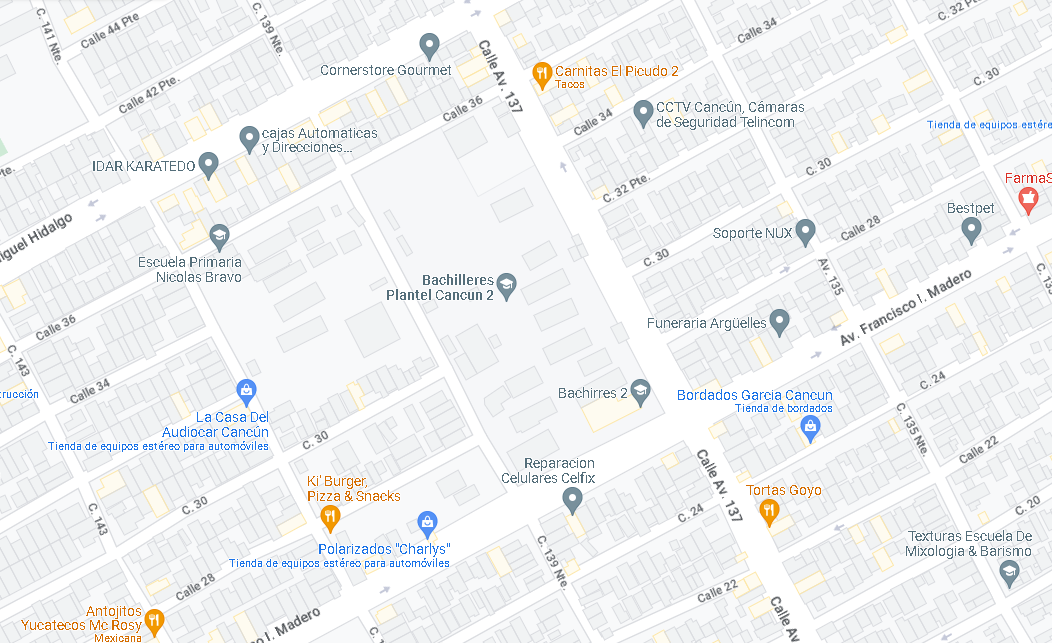 C. 141 Nte.
Calle 44 Pte
C. 139 Nte.
Calle 42 Pte.
Cornerstore Gourmet
Calle Av. 137
Carnitas El Picudo 2
Tacos
Calle 34
C. 32 Pte.
C. 30
Calle 36
Calle 34
CCTV Cancún, Cámaras
de Seguridad Telincom
Tienda de equipos estére
cajas Automaticas
y Direcciones...
IDAR KARATEDO
C. 30
FarmaS
C. 32 Pte.
Bestpet
Calle 28
Soporte NUX
iguel Hidalgo
Escuela Primaria
Nicolas Bravo
C. 30
Av. 135
Bachilleres
Plantel Cancun 2
Av. Francisco I. Madero
Calle 36
Funeraria Argüelles
C. 143
Calle 34
C. 24
trucción
Bachirres 2
Bordados Garcia Cancun
Tienda de bordados
La Casa Del
Audiocar Cancún
Tienda de equipos estéreo para automóviles
C. 30
C. 135 Nte.
Calle 22
Reparacion
Celulares Celfix
Calle Av. 137
Ki' Burger,
Pizza & Snacks
Tortas Goyo
C. 30
C. 143
C. 24
C. 20
Polarizados "Charlys"
Tienda de equipos estéreo para automóviles
C. 139 Nte.
Texturas Escuela De
Mixologia & Barismo
Calle 28
Calle 22
Antojitos
Yucatecos Mc Rosy
Mexicana
o I. Madero
Calle Av